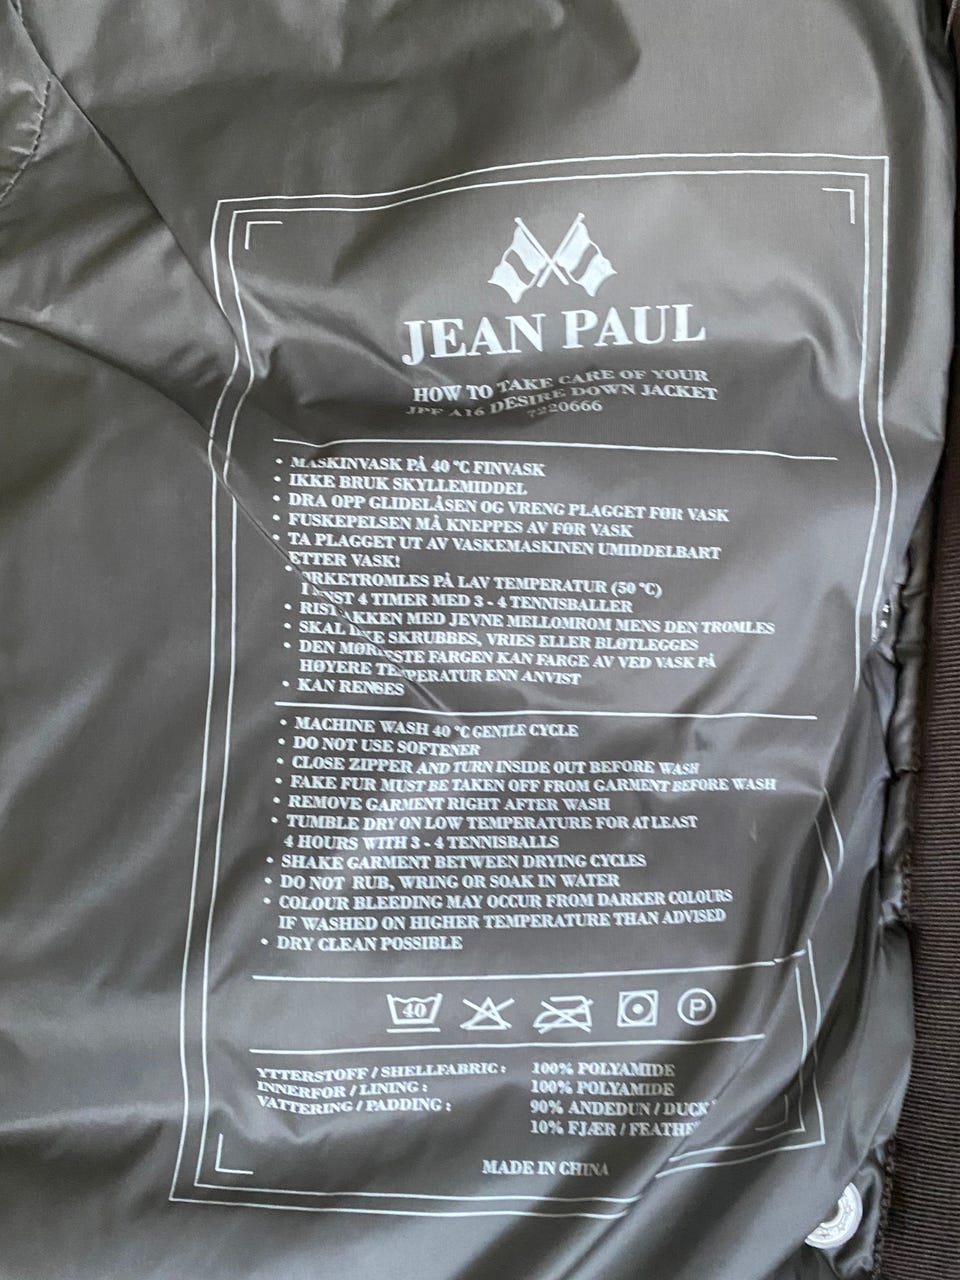 JEAN PAUL
HOW TO TAKE CARE OF YOUR
JPF A16 DESIRE DOWN JACKET
7220666
• MASKINVASK PÅ 40 °C FINVASK
• IKKE BRUK SKYLLEMIDDEL
• DRA OPP GLIDELÅSEN OG VRENG PLAGGET FØR VASK
• FUSKEPELSEN MÅ KNEPPES AV FØR VASK
• TA PLAGGET UT AV VASKEMASKINEN UMIDDELBART
ETTER VASK!
• PÅ LAV TEMPERATUR (50 °C)
4 TIMER MED 3 - 4 TENNISBALLER
• MED JEVNE MELLOMROM MENS DEN TROMLES
• SKAL IKKE SKRUBBES, VRIES ELLER BLØTLEGGES
• DEN MØRKESTE FARGEN KAN FARGE AV VED VASK PÅ
HØYERE TEMPERATUR ENN ANVIST
• KAN RENSES
• MACHINE WASH 40 °C GENTLE CYCLE
• DO NOT USE SOFTENER
• CLOSE ZIPPER AND TURN INSIDE OUT BEFORE WASH
• FAKE FUR MUST BE TAKEN OFF FROM GARMENT BEFORE WASH
• REMOVE GARMENT RIGHT AFTER WASH
• TUMBLE DRY ON LOW TEMPERATURE FOR AT LEAST
4 HOURS WITH 3 - 4 TENNISBALLS
• SHAKE GARMENT BETWEEN DRYING CYCLES
• DO NOT RUB, WRING OR SOAK IN WATER
• COLOUR BLEEDING MAY OCCUR FROM DARKER COLOURS
IF WASHED ON HIGHER TEMPERATURE THAN ADVISED
• DRY CLEAN POSSIBLE
40 P
YTTERSTOFF / SHELLFABRIC : 100% POLYAMIDE
INNERFOR / LINING : 100% POLYAMIDE
VATTERING / PADDING : 90% ANDEDUN / DUCK
10% FJÆR /
MADE IN CHINA